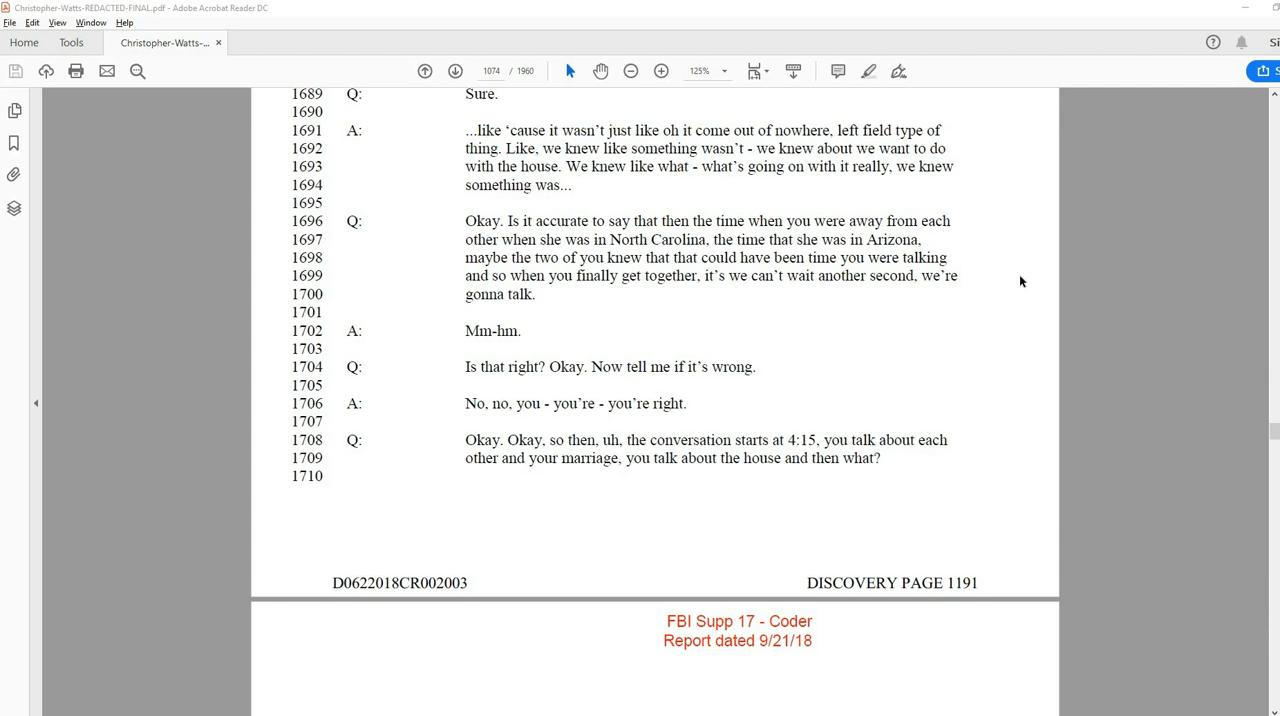 Christopher-Watts-REDACTED-FINAL.pdf - Adobe Acrobat Reader DC
File Edit View Window Help
Home Tools Christopher-Watts-... ×
1074 / 1960 125%
1689 Q: Sure.
1690
1691 A: ...like ‘cause it wasn’t just like oh it come out of nowhere, left field type of
1692 thing. Like, we knew like something wasn’t - we knew about we want to do
1693 with the house. We knew like what - what’s going on with it really, we knew
1694 something was...
1695
1696 Q: Okay. Is it accurate to say that then the time when you were away from each
1697 other when she was in North Carolina, the time that she was in Arizona,
1698 maybe the two of you knew that that could have been time you were talking
1699 and so when you finally get together, it’s we can’t wait another second, we’re
1700 gonna talk.
1701
1702 A: Mm-hm.
1703
1704 Q: Is that right? Okay. Now tell me if it’s wrong.
1705
1706 A: No, no, you - you’re - you’re right.
1707
1708 Q: Okay. Okay, so then, uh, the conversation starts at 4:15, you talk about each
1709 other and your marriage, you talk about the house and then what?
1710
D0622018CR002003 DISCOVERY PAGE 1191
FBI Supp 17 - Coder
Report dated 9/21/18